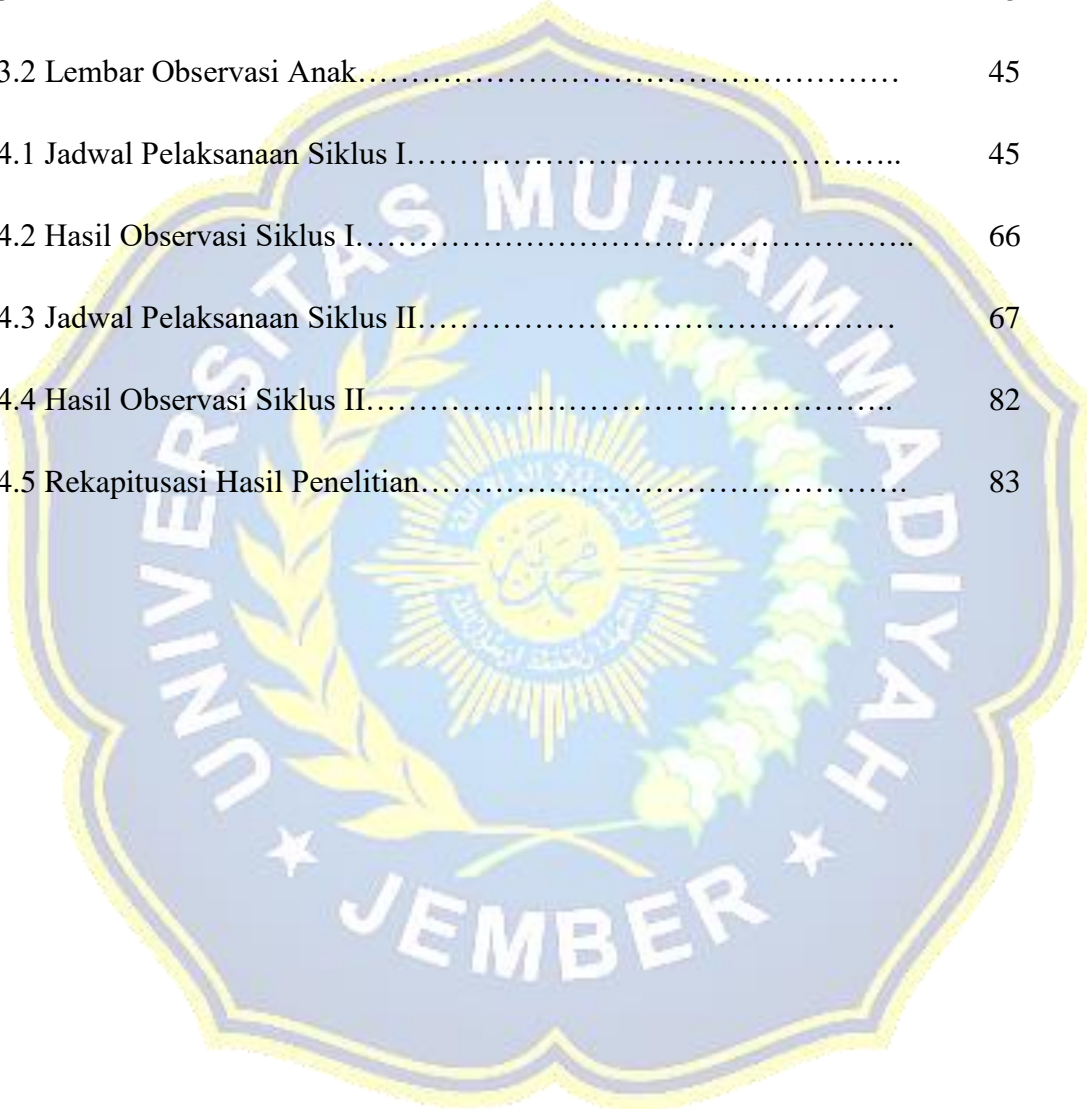 3.2 Lembar Observasi Anak……………………………………………… 45
4.1 Jadwal Pelaksanaan Siklus I…………………………………………….. 45
4.2 Hasil Observasi Siklus I………………………………………………….. 66
4.3 Jadwal Pelaksanaan Siklus II…………………………………………… 67
4.4 Hasil Observasi Siklus II……………………………………………….. 82
4.5 Rekapitusasi Hasil Penelitian……………………………………………. 83
UNIVERSITAS MUHAMMADIYAH
JEMBER